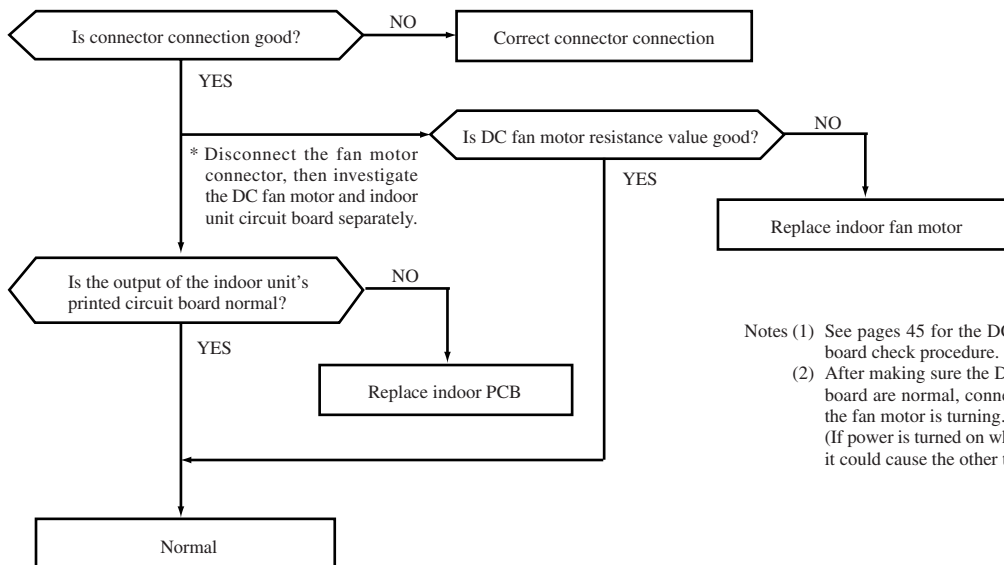 Is connector connection good?
NO
Correct connector connection
YES
Is DC fan motor resistance value good?
NO
* Disconnect the fan motor
connector, then investigate
the DC fan motor and indoor
unit circuit board separately.
YES
Replace indoor fan motor
Is the output of the indoor unit's
printed circuit board normal?
NO
YES
Replace indoor PCB
Notes (1) See pages 45 for the DC
board check procedure.
(2) After making sure the D
board are normal, conne
the fan motor is turning.
(If power is turned on wh
it could cause the other t
Normal